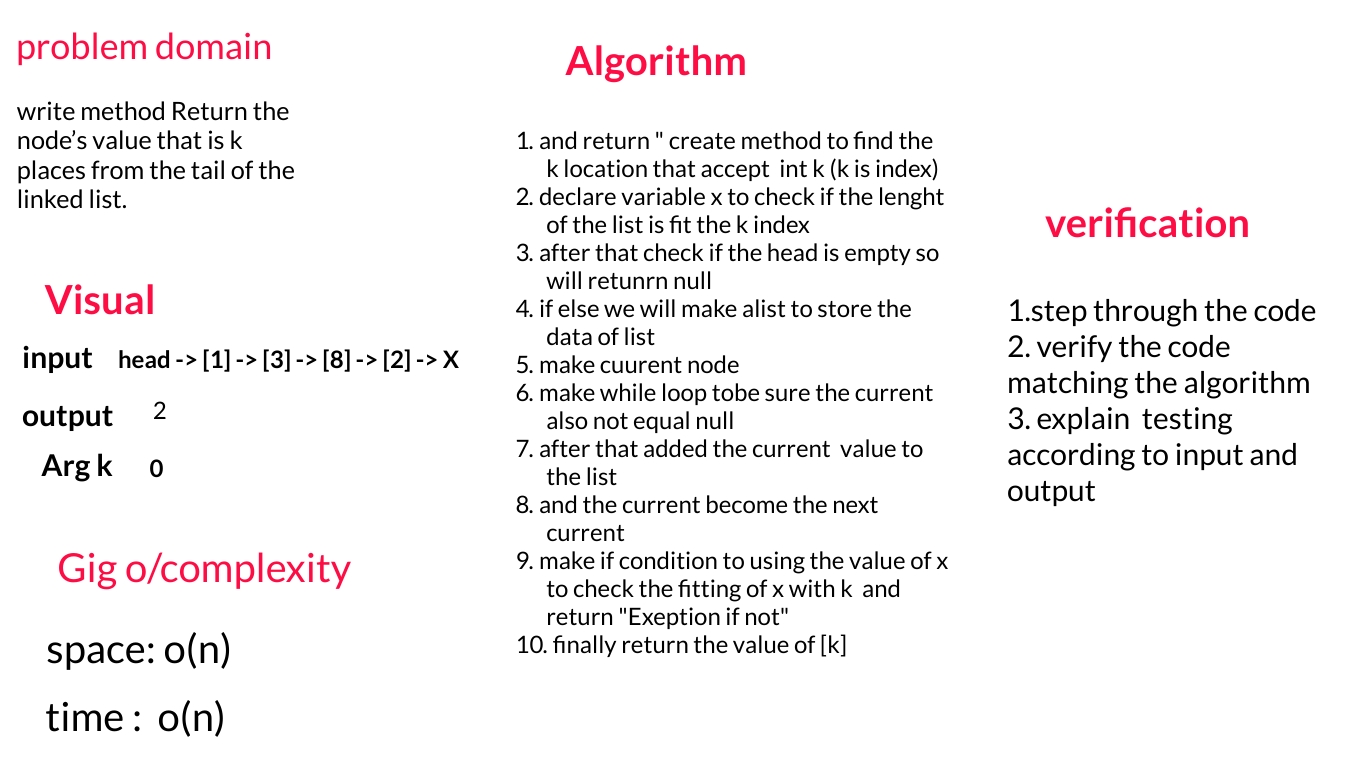 problem domain
write method Return the
node’s value that is k
places from the tail of the
linked list.
Visual
input head -> [1] -> [3] -> [8] -> [2] -> X
output 2
Arg k 0
Gig o/complexity
space: o(n)
time : o(n)
Algorithm
1. and return " create method to find the
k location that accept int k (k is index)
2. declare variable x to check if the lenght
of the list is fit the k index
3. after that check if the head is empty so
will retunrn null
4. if else we will make alist to store the
data of list
5. make cuurent node
6. make while loop tobe sure the current
also not equal null
7. after that added the current value to
the list
8. and the current become the next
current
9. make if condition to using the value of x
to check the fitting of x with k and
return "Exeption if not"
10. finally return the value of [k]
verification
1.step through the code
2. verify the code
matching the algorithm
3. explain testing
according to input and
output